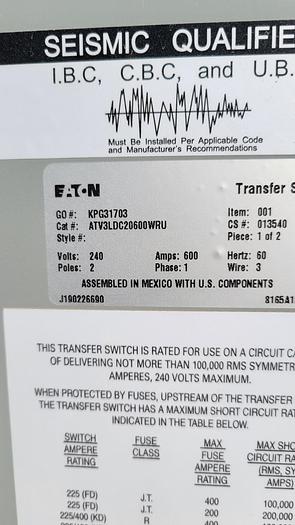 SEISMIC QUALIFIE
I.B.C, C.B.C, and U.B.
Must Be Installed Per Applicable Code
and Manufacturer's Recommendations
EATON Transfer S
GO #: KPG31703 Item: 001
Cat #: ATV3LDC20600WRU CS #: 013540
Style #: Piece: 1 of 2
Volts: 240 Amps: 600 Hertz: 60
Poles: 2 Phase: 1 Wire: 3
ASSEMBLED IN MEXICO WITH U.S. COMPONENTS
J190226690 8165A1
THIS TRANSFER SWITCH IS RATED FOR USE ON A CIRCUIT CA
OF DELIVERING NOT MORE THAN 100,000 RMS SYMMETR
AMPERES, 240 VOLTS MAXIMUM.
WHEN PROTECTED BY FUSES, UPSTREAM OF THE TRANSFER
THE TRANSFER SWITCH HAS A MAXIMUM SHORT CIRCUIT RAT
INDICATED IN THE TABLE BELOW.
SWITCH FUSE MAX MAX SHO
AMPERE CLASS FUSE CIRCUIT RA
RATING AMPERE (RMS, SY
RATING AMPS)
225 (FD) J,T, 400 100,000
225 (FD) J,T, 200 200,000
225/400 (KD) R 400